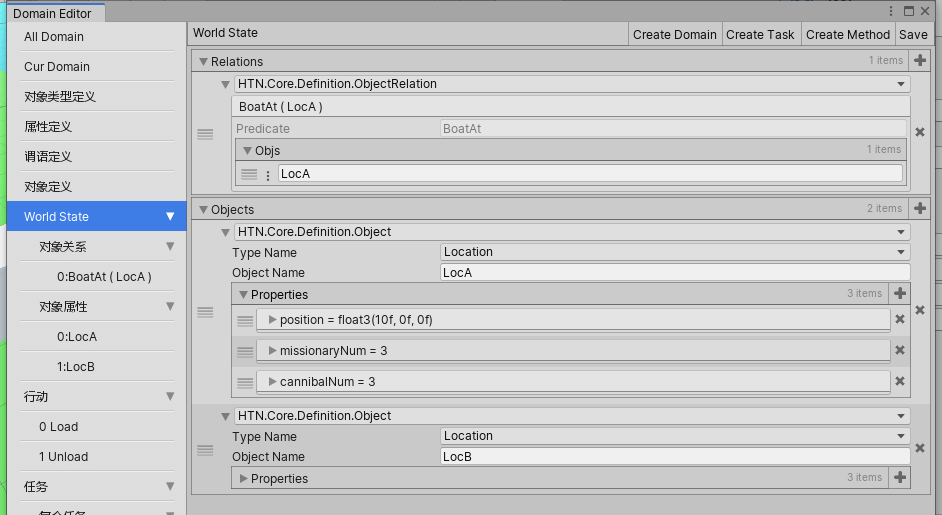 Domain Editor
All Domain
Cur Domain
对象类型定义
属性定义
谓语定义
对象定义
World State
对象关系
0:BoatAt ( LocA )
对象属性
0:LocA
1:LocB
行动
0 Load
1 Unload
任务
World State
Create Domain
Create Task
Create Method
Save
Relations
1 items
HTN.Core.Definition.ObjectRelation
BoatAt ( LocA )
Predicate
BoatAt
Objs
1 items
LocA
Objects
2 items
HTN.Core.Definition.Object
Type Name
Location
Object Name
LocA
Properties
3 items
position = float3(10f, 0f, 0f)
missionaryNum = 3
cannibalNum = 3
HTN.Core.Definition.Object
Type Name
Location
Object Name
LocB
Properties
3 items